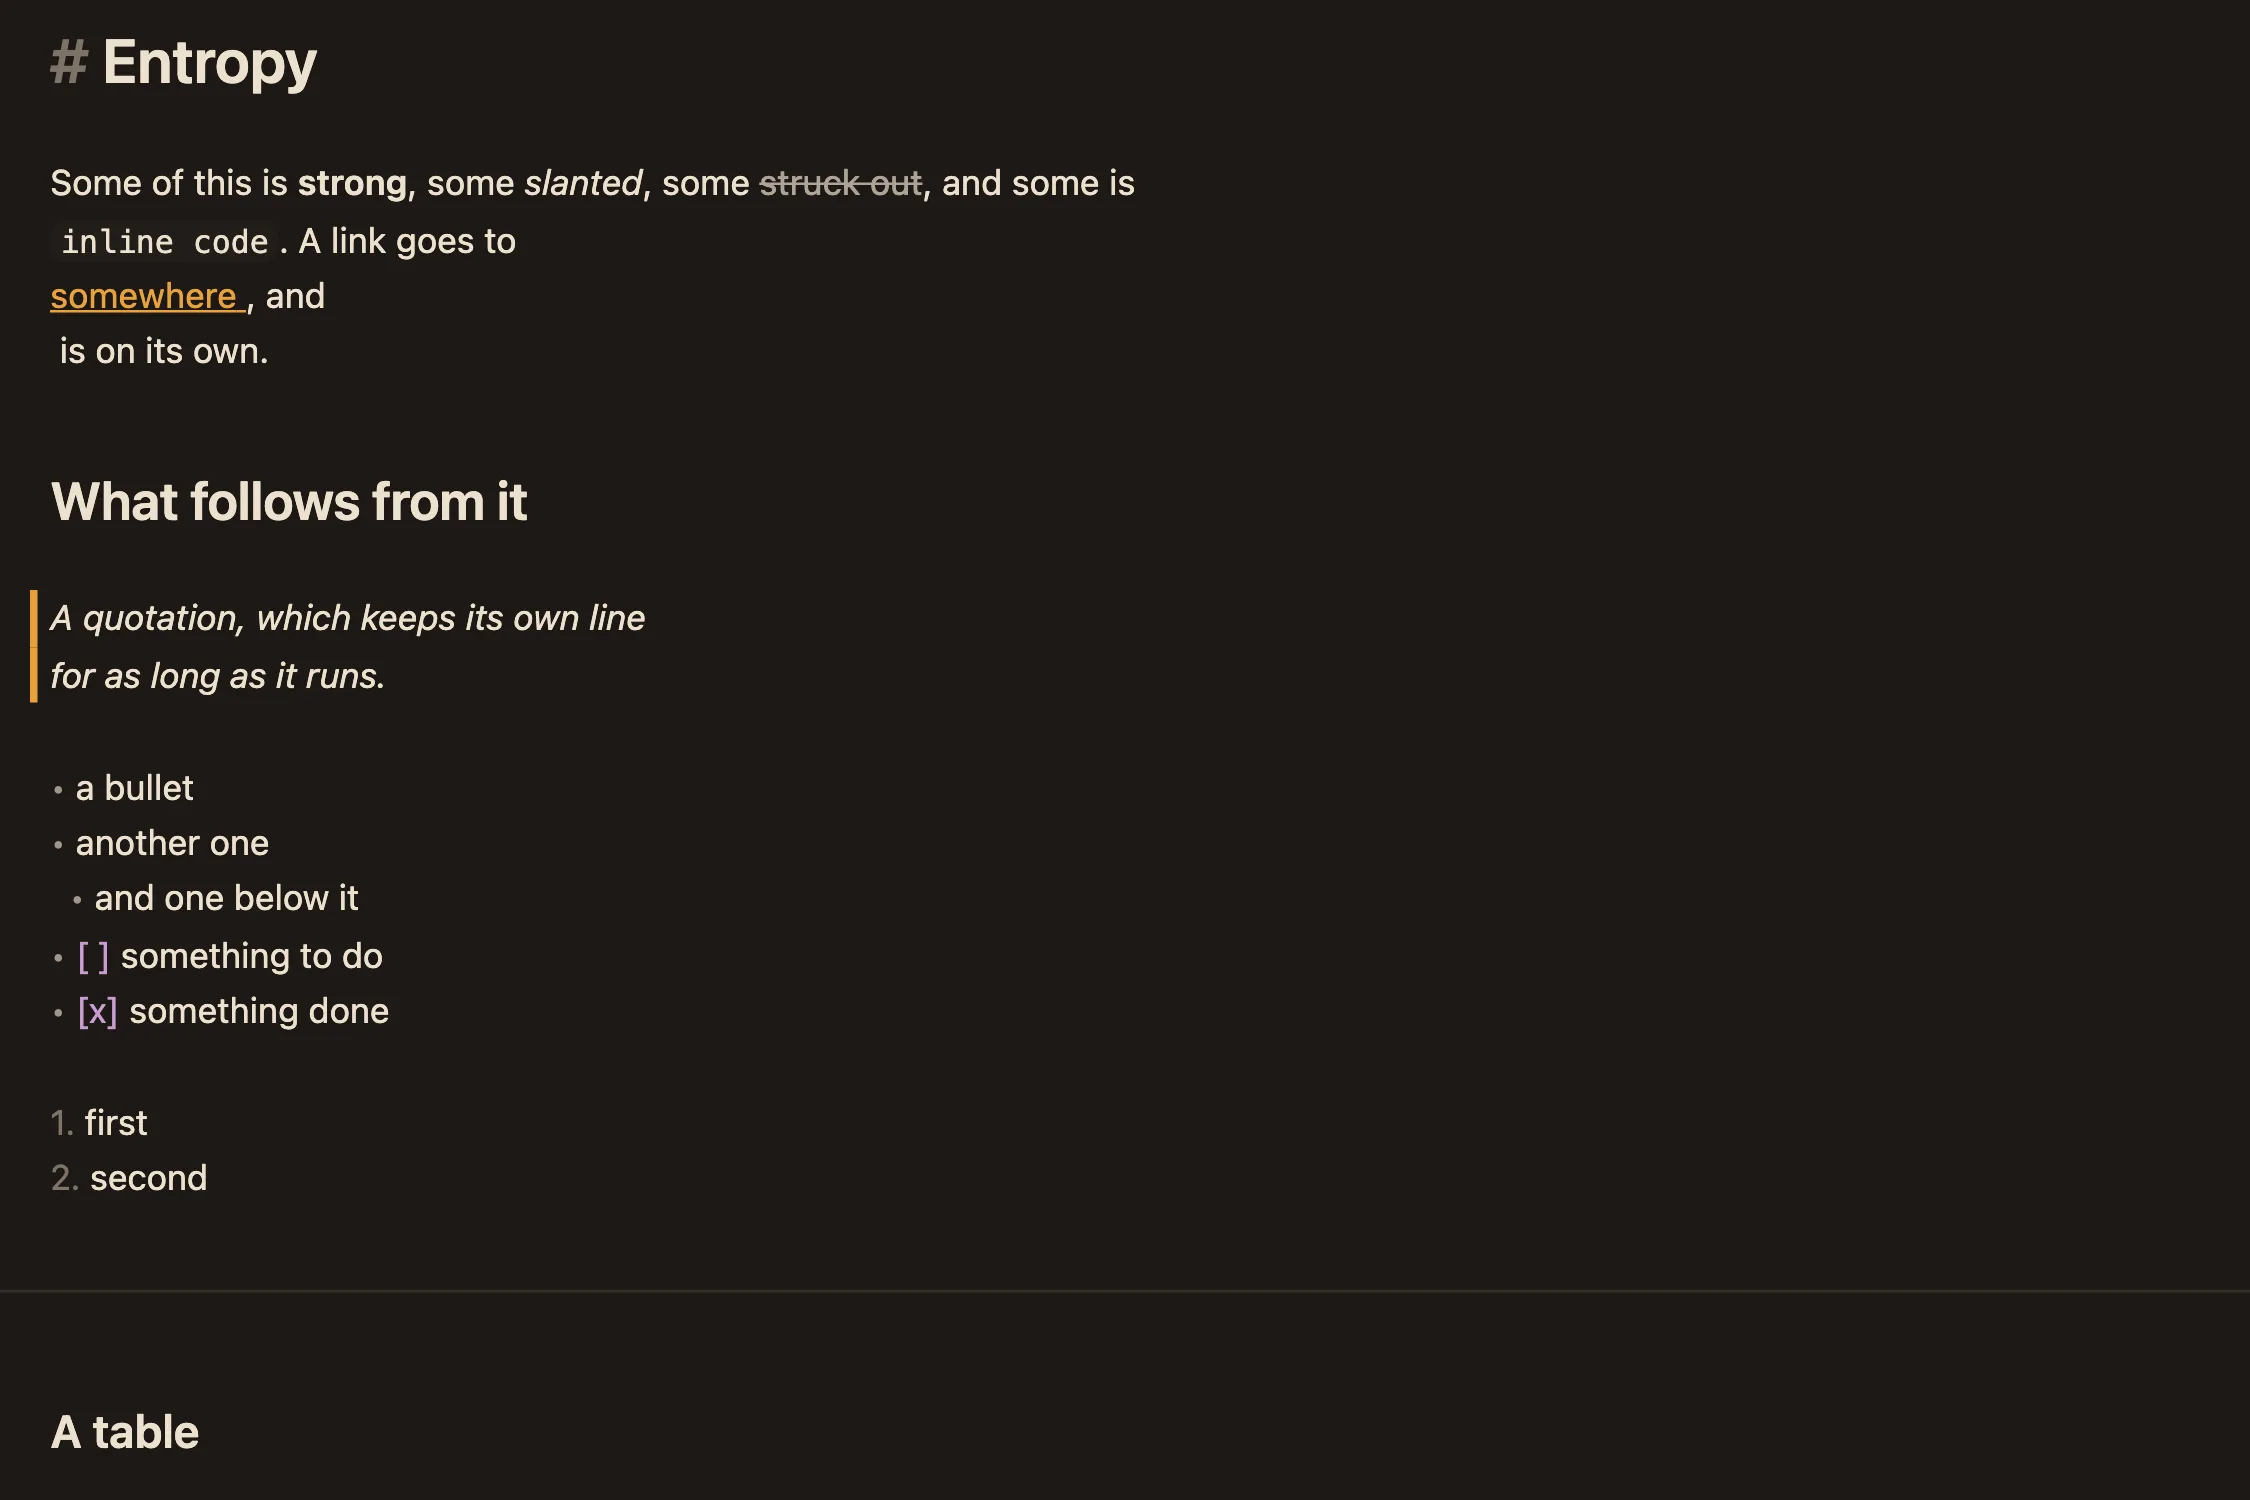 # Entropy
Some of this is strong, some slanted, some struck out, and some is
inline code. A link goes to
somewhere , and
is on its own.
What follows from it
A quotation, which keeps its own line
for as long as it runs.
• a bullet
• another one
• and one below it
• [ ] something to do
• [x] something done
1. first
2. second
A table